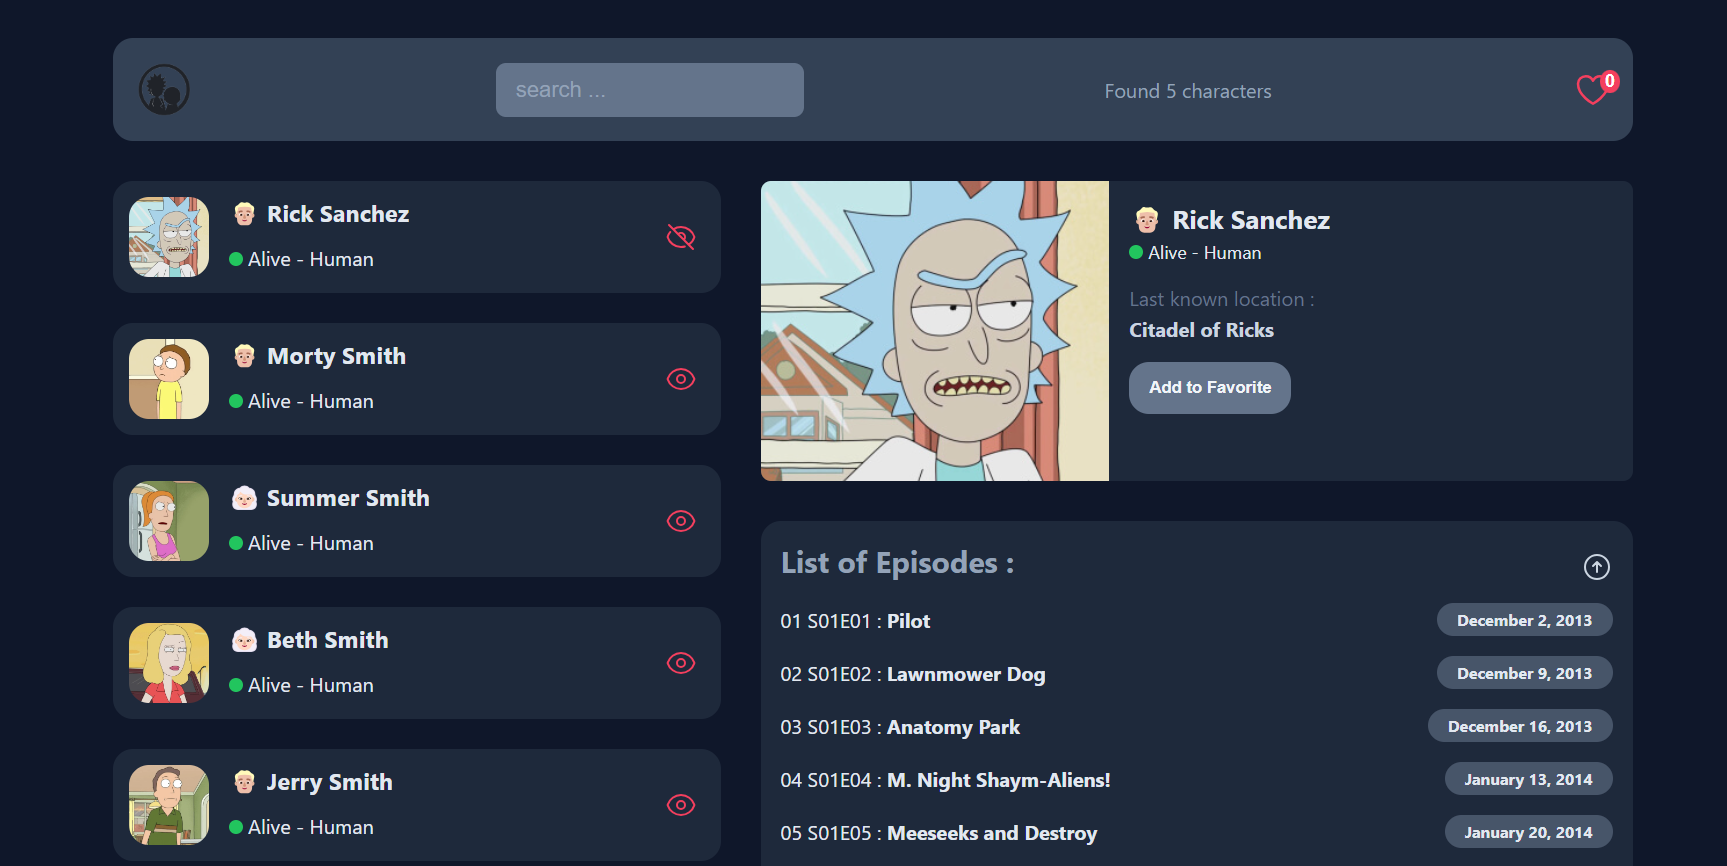 search ...
Found 5 characters
0
Rick Sanchez
Alive - Human
Morty Smith
Alive - Human
Summer Smith
Alive - Human
Beth Smith
Alive - Human
Jerry Smith
Alive - Human
Rick Sanchez
Alive - Human
Last known location :
Citadel of Ricks
Add to Favorite
List of Episodes :
01 S01E01 : Pilot December 2, 2013
02 S01E02 : Lawnmower Dog December 9, 2013
03 S01E03 : Anatomy Park December 16, 2013
04 S01E04 : M. Night Shaym-Aliens! January 13, 2014
05 S01E05 : Meeseeks and Destroy January 20, 2014